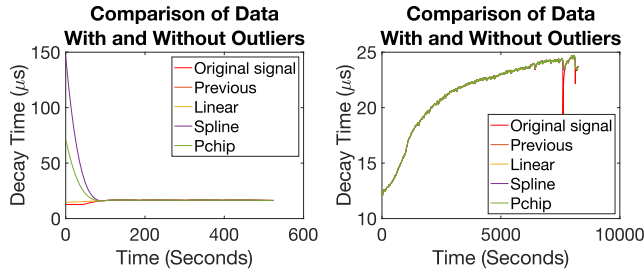 Comparison of Data
With and Without Outliers
150
100
50
0
Decay Time (μs)
Original signal
Previous
Linear
Spline
Pchip
0
200
400
600
Time (Seconds)
Comparison of Data
With and Without Outliers
25
20
15
10
Decay Time (μs)
Original signal
Previous
Linear
Spline
Pchip
0
5000
10000
Time (Seconds)